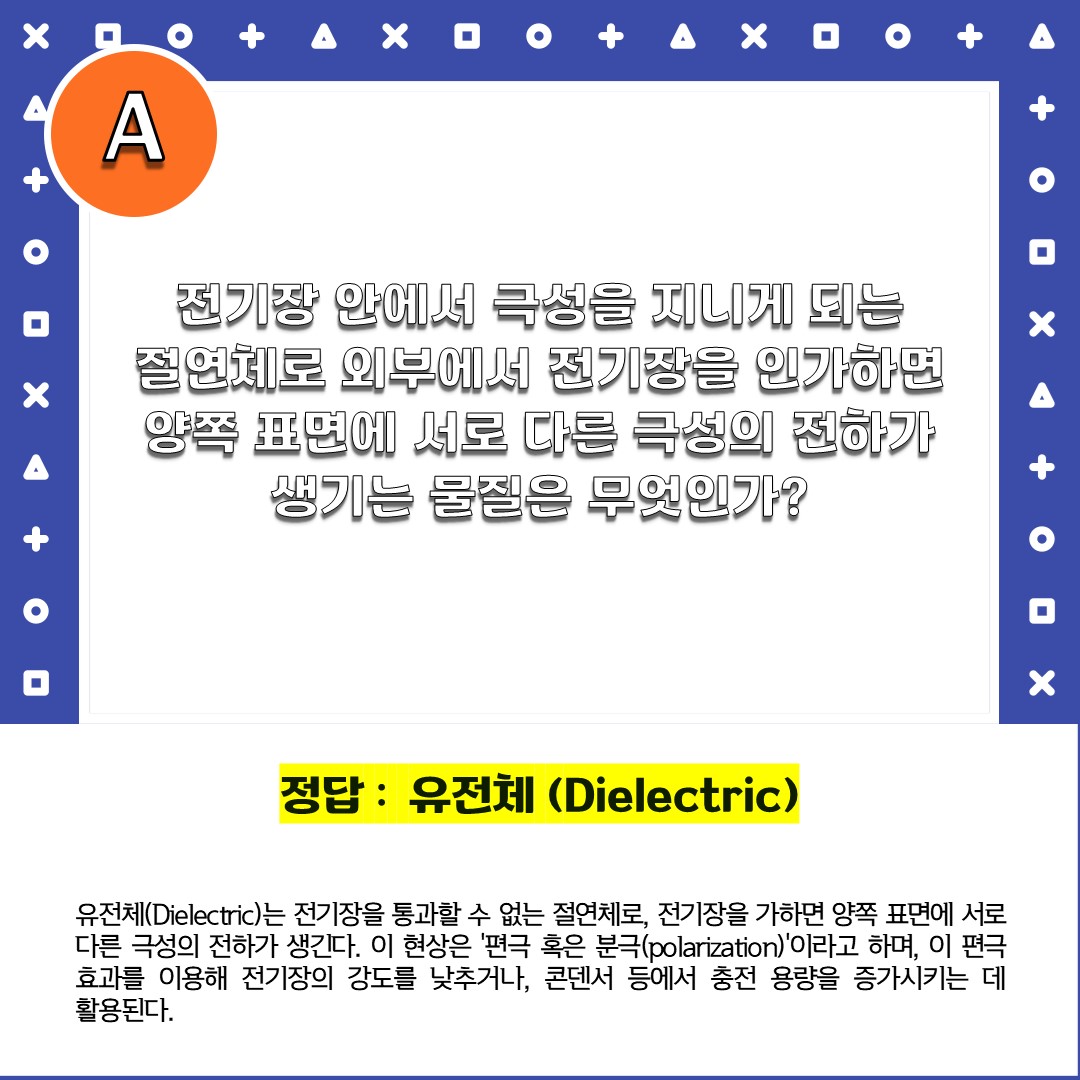 A
전기장 안에서 극성을 지니게 되는
절연체로 외부에서 전기장을 인가하면
양쪽 표면에 서로 다른 극성의 전하가
생기는 물질은 무엇인가?
정답 : 유전체 (Dielectric)
유전체(Dielectric)는 전기장을 통과할 수 없는 절연체로, 전기장을 가하면 양쪽 표면에 서로
다른 극성의 전하가 생긴다. 이 현상은 '편극 혹은 분극(polarization)'이라고 하며, 이 편극
효과를 이용해 전기장의 강도를 낮추거나, 콘덴서 등에서 충전 용량을 증가시키는 데
활용된다.